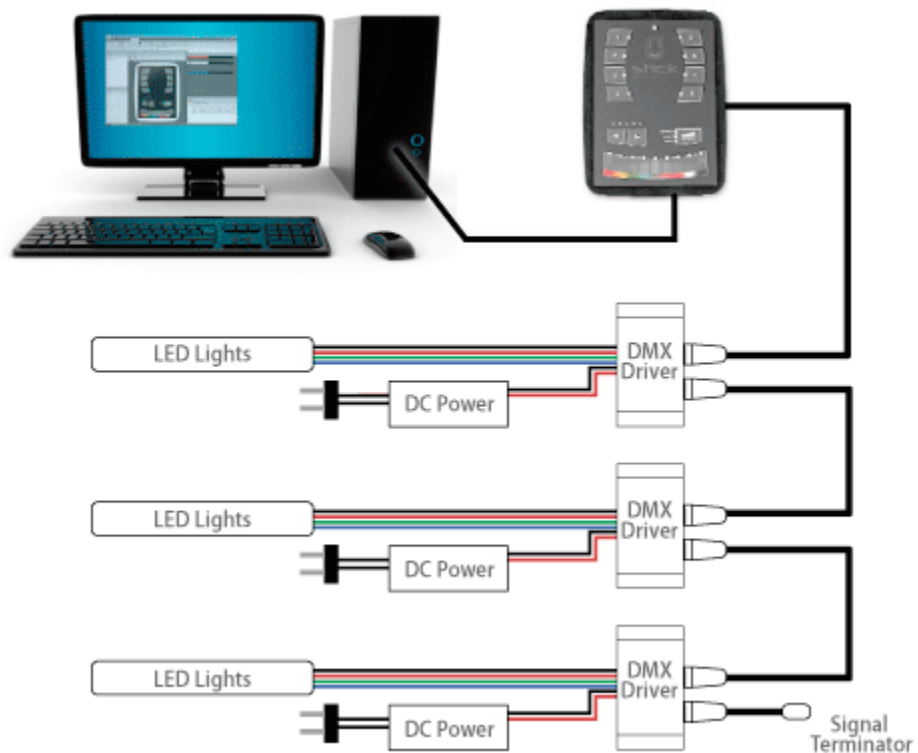 LED Lights
DMX
Driver
DC Power
LED Lights
DMX
Driver
DC Power
LED Lights
DMX
Driver
DC Power
Signal
Terminator